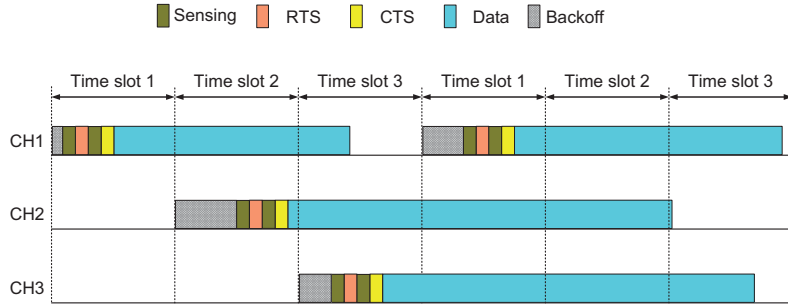 Sensing RTS CTS Data Backoff
Time slot 1 Time slot 2 Time slot 3 Time slot 1 Time slot 2 Time slot 3
CH1
CH2
CH3